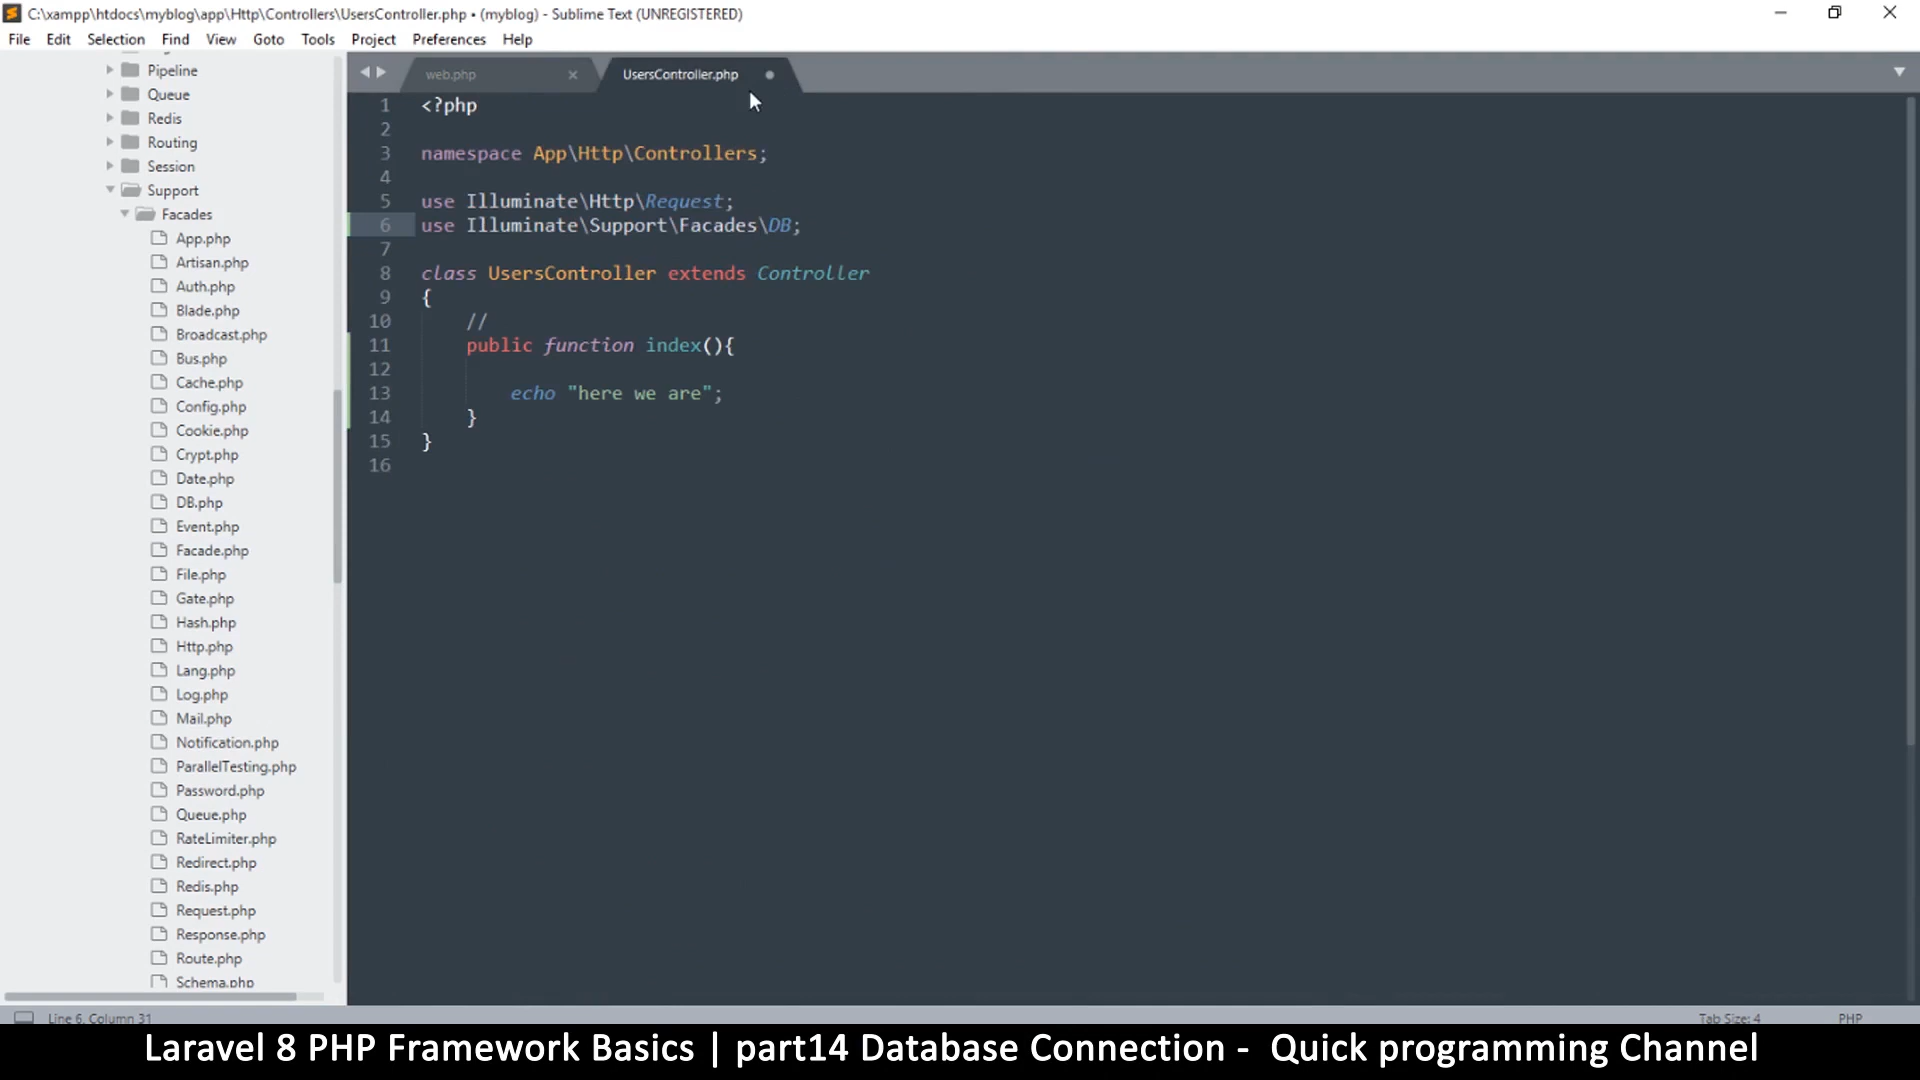 C:\xampp\htdocs\myblog\app\Http\Controllers\UsersController.php • (myblog) - Sublime Text (UNREGISTERED)
File Edit Selection Find View Goto Tools Project Preferences Help
Pipeline
Queue
Redis
Routing
Session
Support
Facades
App.php
Artisan.php
Auth.php
Blade.php
Broadcast.php
Bus.php
Cache.php
Config.php
Cookie.php
Crypt.php
Date.php
DB.php
Event.php
Facade.php
File.php
Gate.php
Hash.php
Http.php
Lang.php
Log.php
Mail.php
Notification.php
ParallelTesting.php
Password.php
Queue.php
RateLimiter.php
Redirect.php
Redis.php
Request.php
Response.php
Route.php
Schema.php
web.php
UsersController.php
1 <?php
2
3 namespace App\Http\Controllers;
4
5 use Illuminate\Http\Request;
6 use Illuminate\Support\Facades\DB;
7
8 class UsersController extends Controller
9 {
10 //
11 public function index(){
12
13 echo "here we are";
14 }
15 }
16
Line 6, Column 31
Tab Size: 4
PHP
Laravel 8 PHP Framework Basics | part14 Database Connection - Quick programming Channel